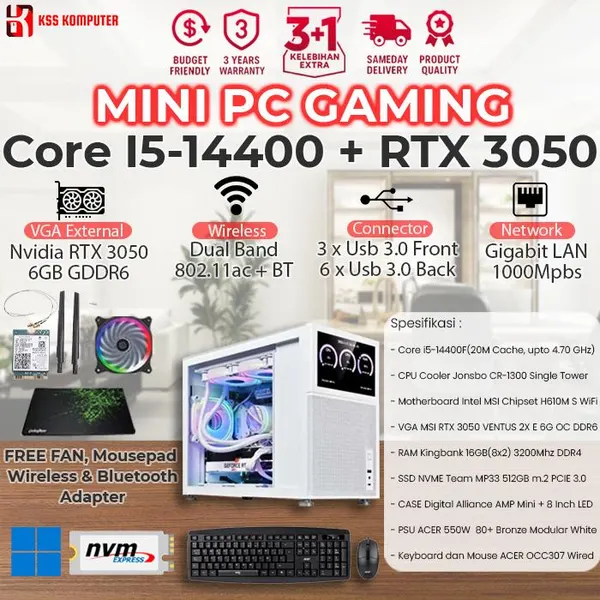 KSS KOMPUTER
BUDGET
FRIENDLY
3
3 YEARS
WARRANTY
3+1
KELEBIHAN
EXTRA
SAMEDAY
DELIVERY
PRODUCT
QUALITY
MINI PC GAMING
Core I5-14400 + RTX 3050
VGA External
Nvidia RTX 3050
6GB GDDR6
Wireless
Dual Band
802.11ac + BT
Connector
3 x Usb 3.0 Front
6 x Usb 3.0 Back
Network
Gigabit LAN
1000Mpbs
FREE FAN, Mousepad
Wireless & Bluetooth
Adapter
nvm
EXPRESS
GEFORCE RT
Spesifikasi :
- Core i5-14400F(20M Cache, upto 4.70 GHz)
- CPU Cooler Jonsbo CR-1300 Single Tower
- Motherboard Intel MSI Chipset H610M S WiFi
- VGA MSI RTX 3050 VENTUS 2X E 6G OC DDR6
- RAM Kingbank 16GB(8x2) 3200Mhz DDR4
- SSD NVME Team MP33 512GB m.2 PCIE 3.0
- CASE Digital Alliance AMP Mini + 8 Inch LED
- PSU ACER 550W 80+ Bronze Modular White
- Keyboard dan Mouse ACER OCC307 Wired